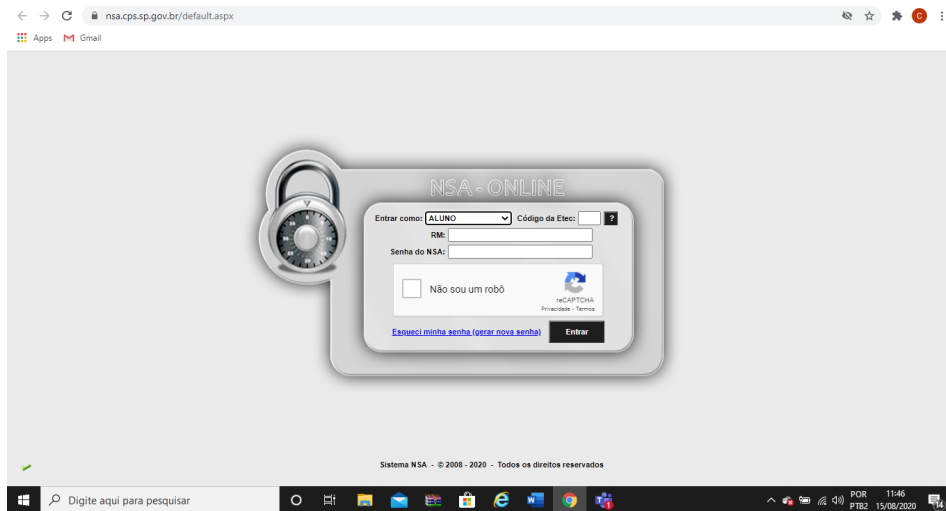 nsa.cps.sp.gov.br/default.aspx
C
Apps Gmail
NSA - ONLINE
Entrar como: ALUNO Código da Etec: ?
RM:
Senha do NSA:
Não sou um robô
reCAPTCHA
Privacidade - Termos
Esqueci minha senha (gerar nova senha) Entrar
Sistema NSA - © 2008 - 2020 - Todos os direitos reservados
Digite aqui para pesquisar
POR 11:46
PTB2 15/08/2020
14